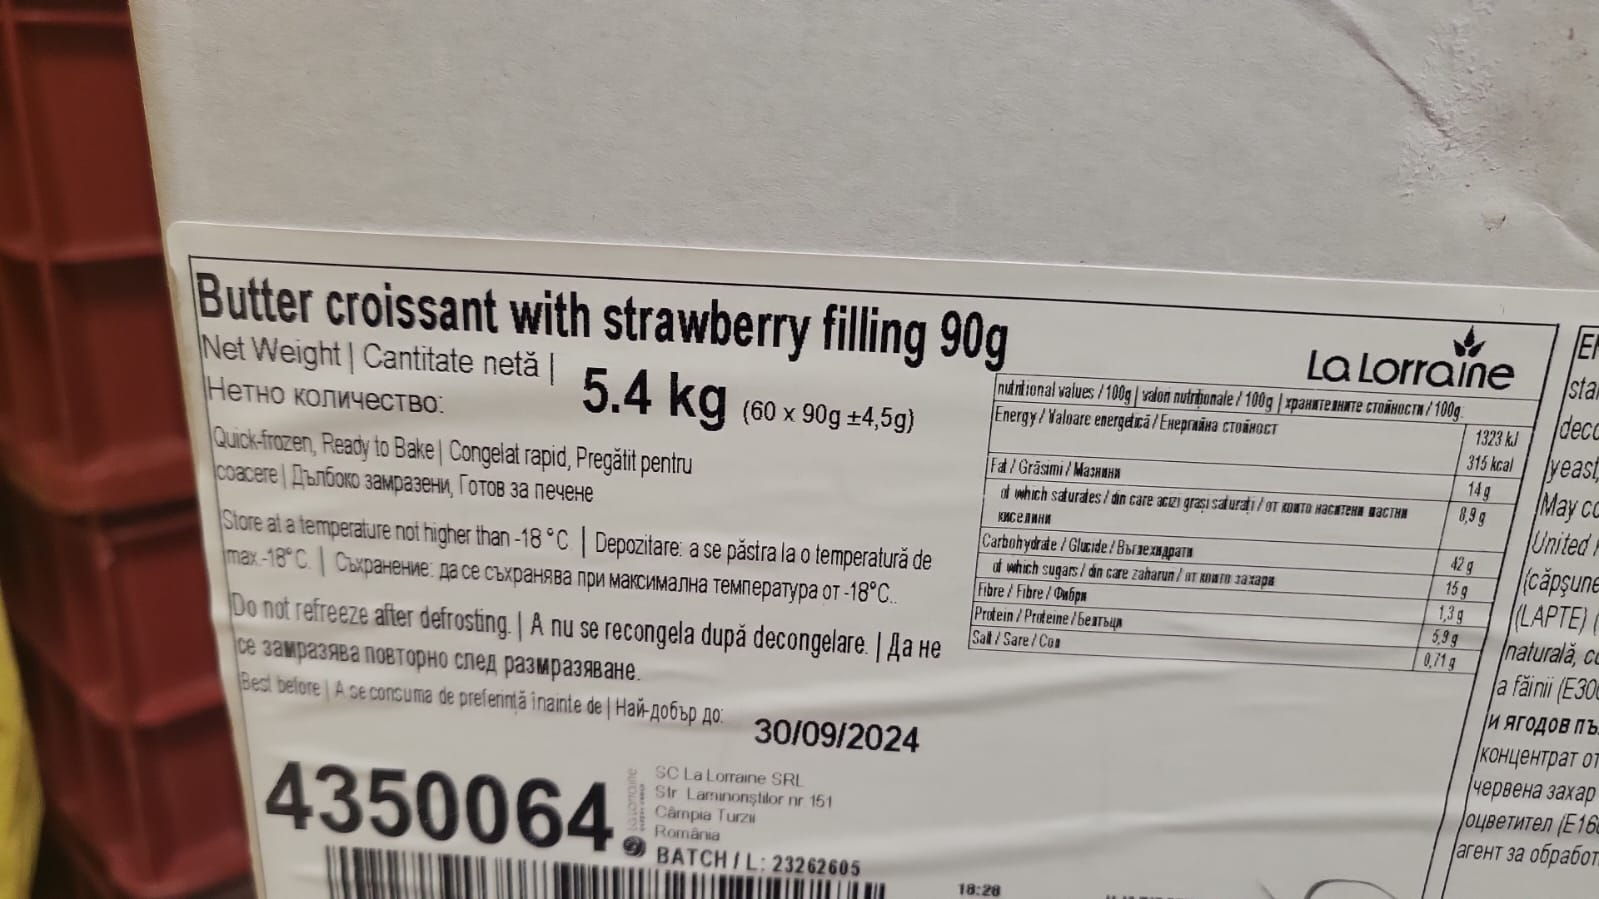 Butter croissant with strawberry filling 90g
La Lorraine
Net Weight | Cantitate netă |
Нетно количество:
5.4 kg (60 x 90g ±4,5g)
Quick-frozen, Ready to Bake | Congelat rapid, Pregătit pentru
coacere | Дълбоко замразени, Готов за печене
Store at a temperature not higher than -18 °C | Depozitare: a se păstra la o temperatură de
max.-18°C. | Съхранение: да се съхранява при максимална температура от -18°C..
Do not refreeze after defrosting. | A nu se recongela după decongelare. | Да не
се замразява повторно след размразяване.
Best before | A se consuma de preferință înainte de | Най-добър до:
30/09/2024
4350064
SC La Lorraine SRL
Str Laminoriștilor nr 151
Câmpia Turzii
România
BATCH / L: 23262605
18:28
nutritional values / 100g | valori nutriționale / 100g | хранителните стойности / 100g
Energy / Valoare energetică / Енергийна стойност 1323 kJ
315 kcal
Fat / Grăsimi / Мазнини 14 g
of which saturates / din care acizi grași saturați / от които наситени мастни
киселини 8,9 g
Carbohydrate / Glucide / Въглехидрати 42 g
of which sugars / din care zaharuri / от които захари 15 g
Fibre / Fibre / Фибри 1,3 g
Protein / Proteine / Белтъци 5,9 g
Salt / Sare / Сол 0,71 g
yeast,
May
United
(căpșune
(LAPTE) (
naturală,
a făinii (E300
и ягодов
концентрат от
червена захар
оцветител (E16
агент за обработ